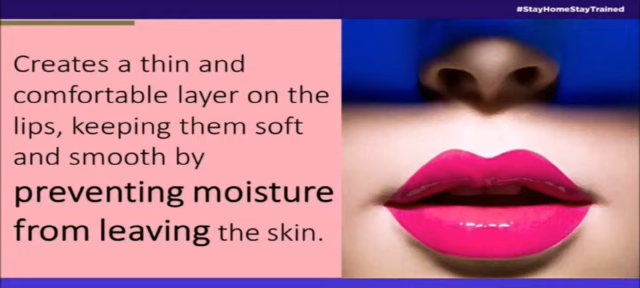 #StayHomeStayTrained
Creates a thin and
comfortable layer on the
lips, keeping them soft
and smooth by
preventing moisture
from leaving the skin.